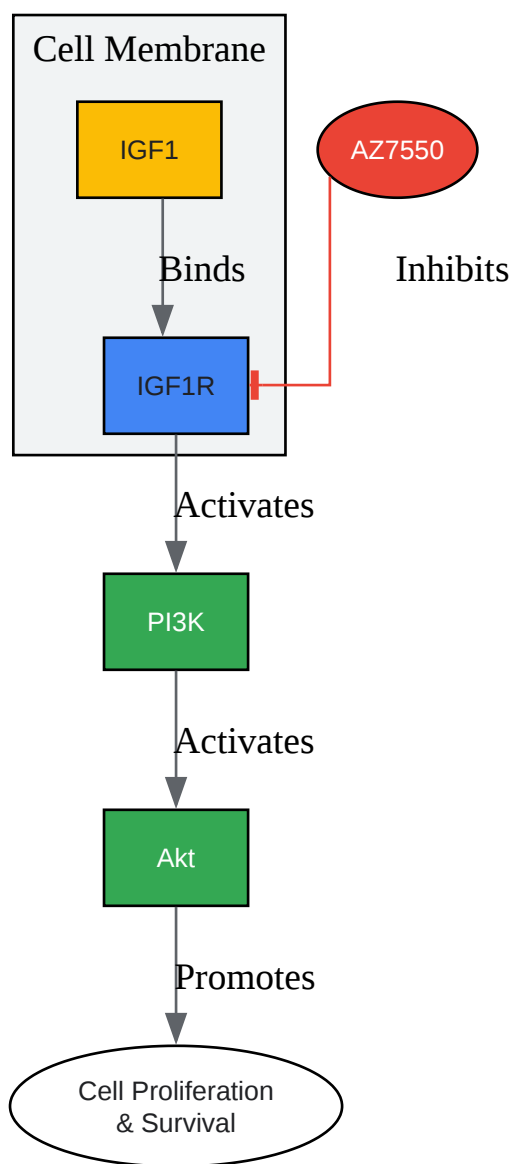 Cell Membrane
IGF1
AZ7550
Binds
Inhibits
IGF1R
Activates
PI3K
Activates
Akt
Promotes
Cell Proliferation
& Survival